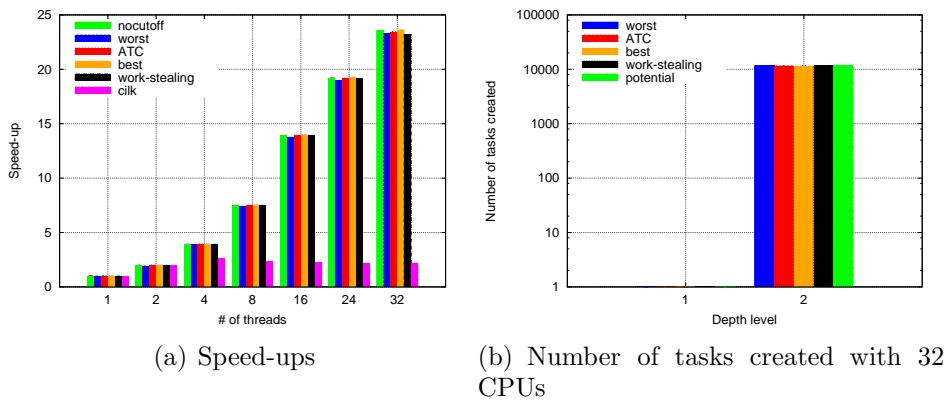 25
20
15
10
5
0
Speed-up
nocutoff
worst
ATC
best
work-stealing
cilk
1 2 4 8 16 24 32
# of threads
(a) Speed-ups
100000
10000
1000
100
10
1
Number of tasks created
worst
ATC
best
work-stealing
potential
1 2
Depth level
(b) Number of tasks created with 32
CPUs